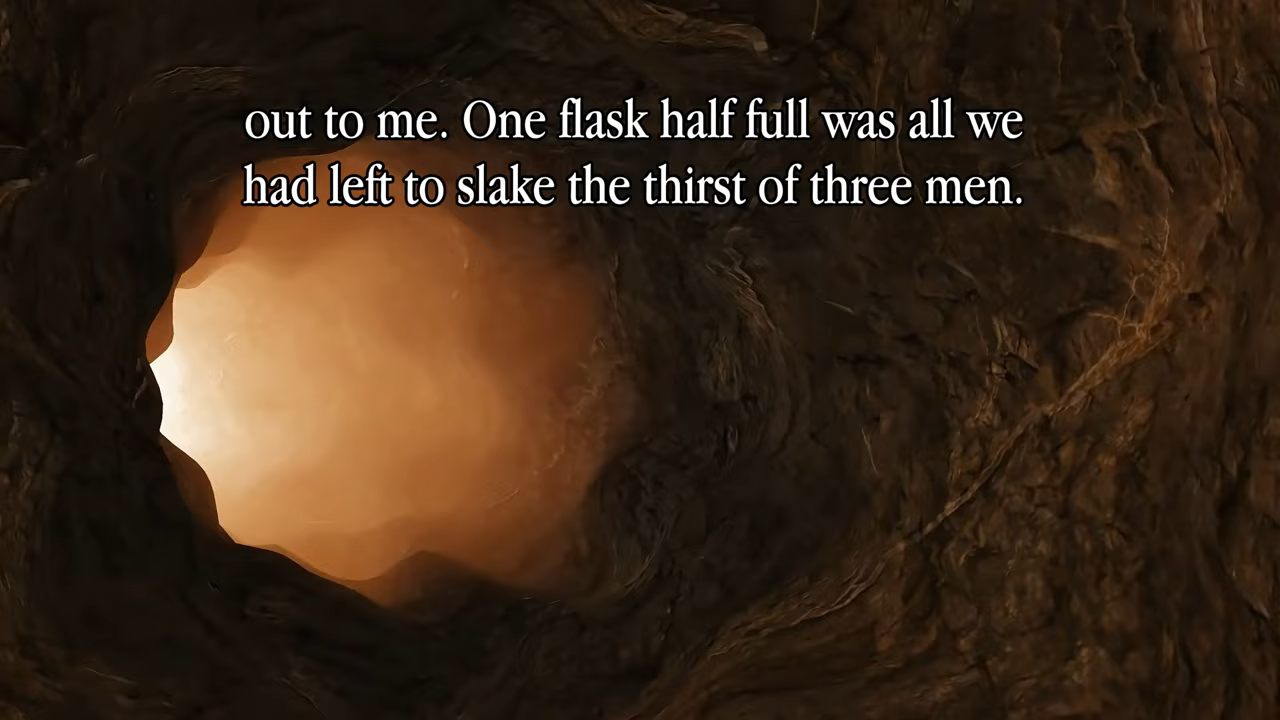 out to me. One flask half full was all we
had left to slake the thirst of three men.